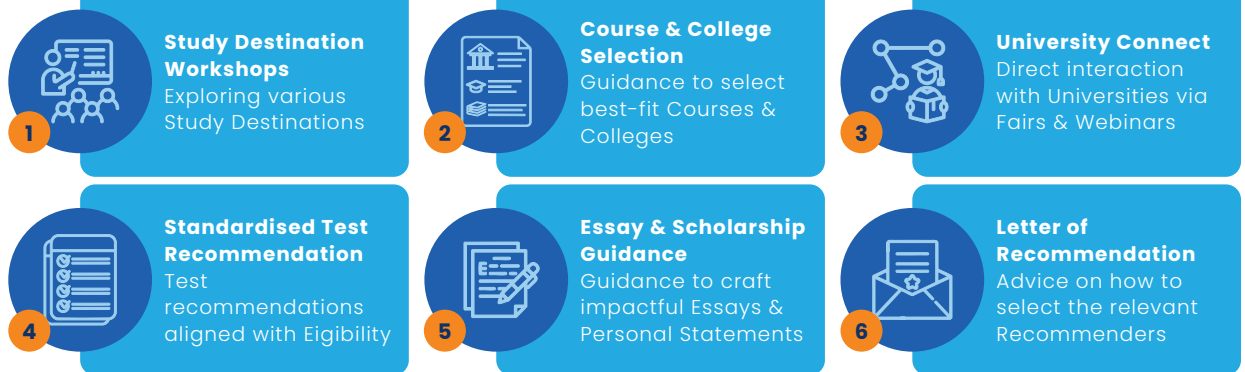 Study Destination
Workshops
Exploring various
Study Destinations
1
Course & College
Selection
Guidance to select
best-fit Courses &
Colleges
2
University Connect
Direct interaction
with Universities via
Fairs & Webinars
3
Standardised Test
Recommendation
Test
recommendations
aligned with Eigibility
4
Essay & Scholarship
Guidance
Guidance to craft
impactful Essays &
Personal Statements
5
E
Letter of
Recommendation
Advice on how to
select the relevant
Recommenders
6